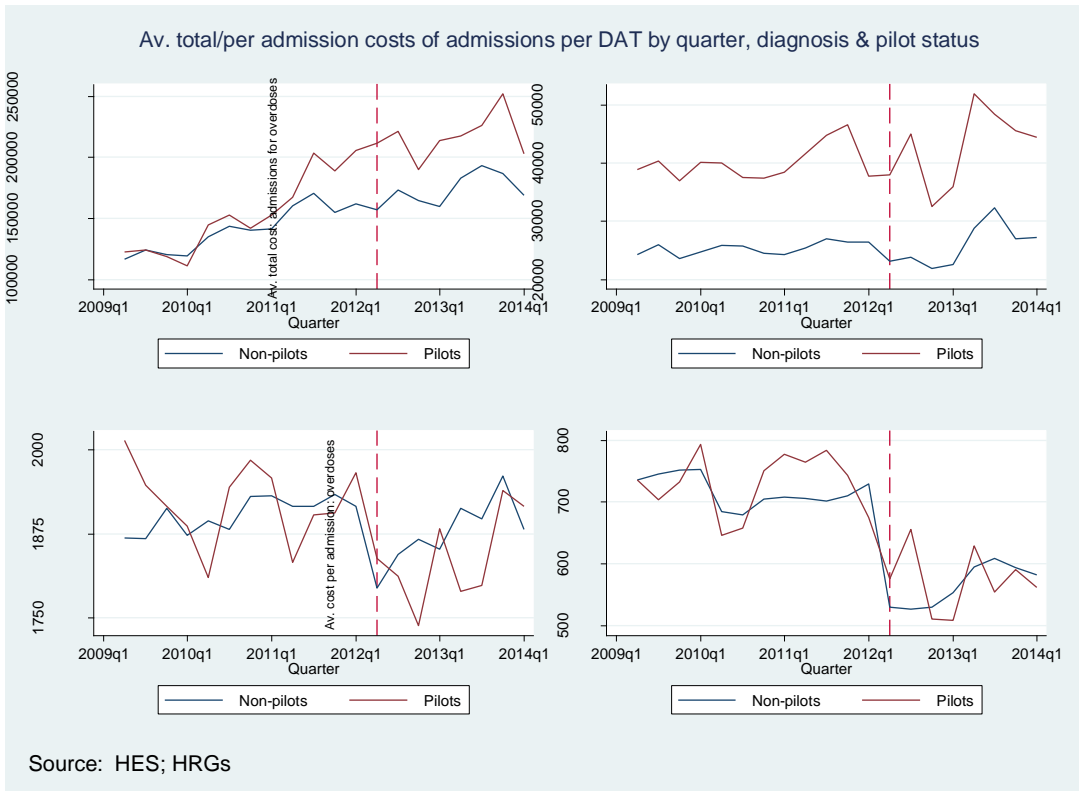 Av. total/per admission costs of admissions per DAT by quarter, diagnosis & pilot status
250000
200000
150000
100000
Av. total cost: admissions for overdoses
2009q1 2010q1 2011q1 2012q1 2013q1 2014q1
Quarter
Non-pilots Pilots
50000
40000
30000
20000
2009q1 2010q1 2011q1 2012q1 2013q1 2014q1
Quarter
Non-pilots Pilots
2000
1875
1750
Av. cost per admission: overdoses
2009q1 2010q1 2011q1 2012q1 2013q1 2014q1
Quarter
Non-pilots Pilots
800
700
600
500
2009q1 2010q1 2011q1 2012q1 2013q1 2014q1
Quarter
Non-pilots Pilots
Source: HES; HRGs